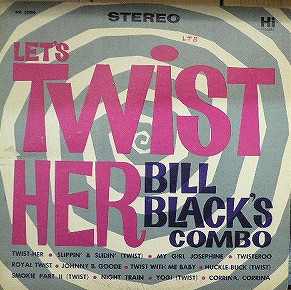 STEREO
Hi
LTS
LET'S
TWIST
HER
BILL
BLACK'S
COMBO
TWIST-HER • SLIPPIN' & SLIDIN' (TWIST) • MY GIRL JOSEPHINE • TWISTEROO
ROYAL TWIST • JOHNNY B. GOODE • TWIST WITH ME BABY • HUCKLE-BUCK (TWIST)
SMOKIE PART II (TWIST) • NIGHT TRAIN • YOGI (TWIST) • CORRINA, CORRINA